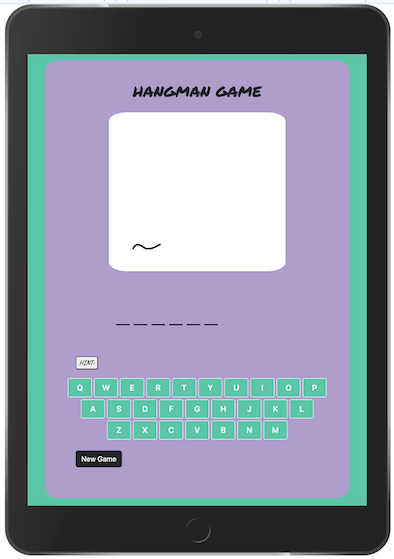 HANGMAN GAME
_ _ _ _ _ _
HINT:
Q W E R T Y U I O P
A S D F G H J K L
Z X C V B N M
New Game